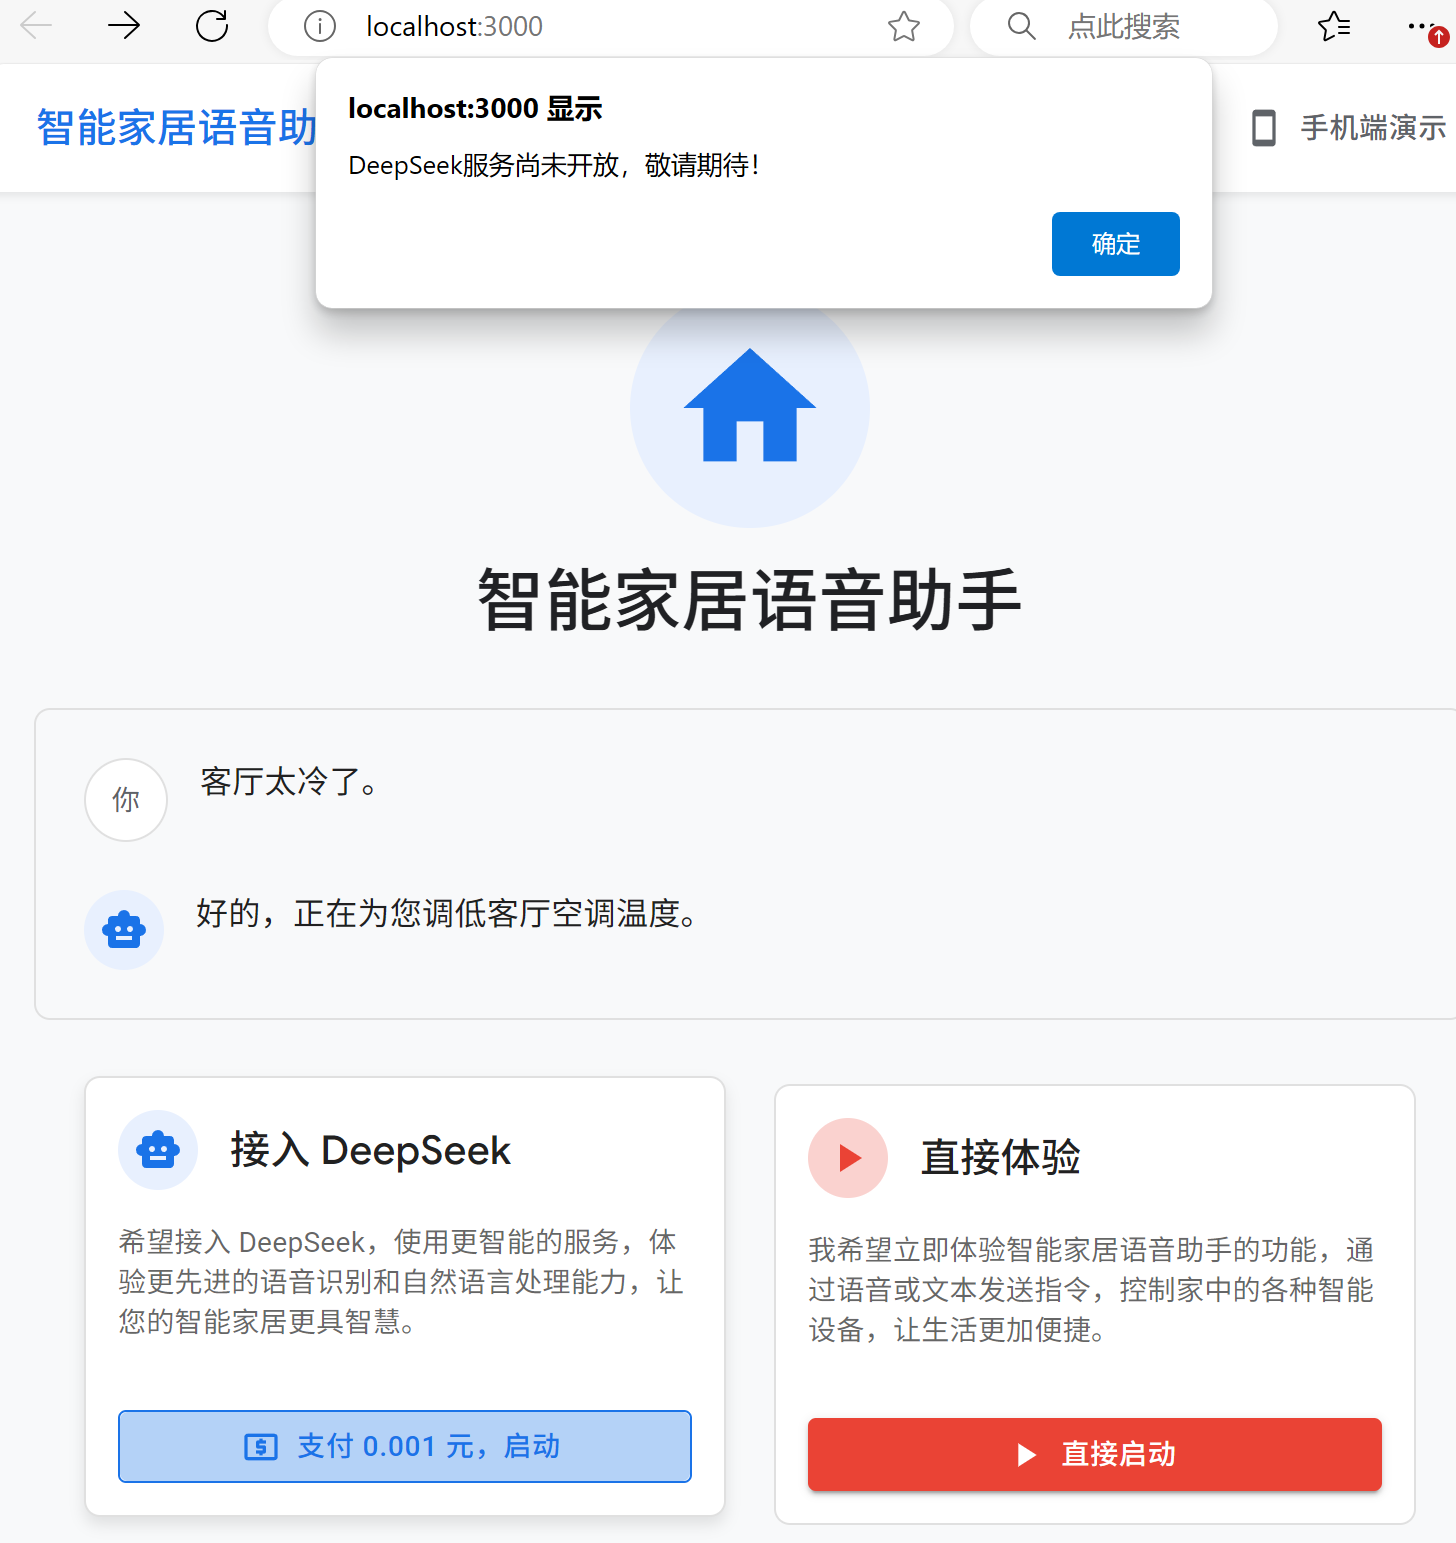 localhost:3000
点此搜索
智能家居语音助
localhost:3000 显示
DeepSeek服务尚未开放，敬请期待！
确定
手机端演示
智能家居语音助手
你
客厅太冷了。
好的，正在为您调低客厅空调温度。
接入 DeepSeek
希望接入 DeepSeek，使用更智能的服务，体
验更先进的语音识别和自然语言处理能力，让
您的智能家居更具智慧。
支付 0.001 元，启动
直接体验
我希望立即体验智能家居语音助手的功能，通
过语音或文本发送指令，控制家中的各种智能
设备，让生活更加便捷。
直接启动